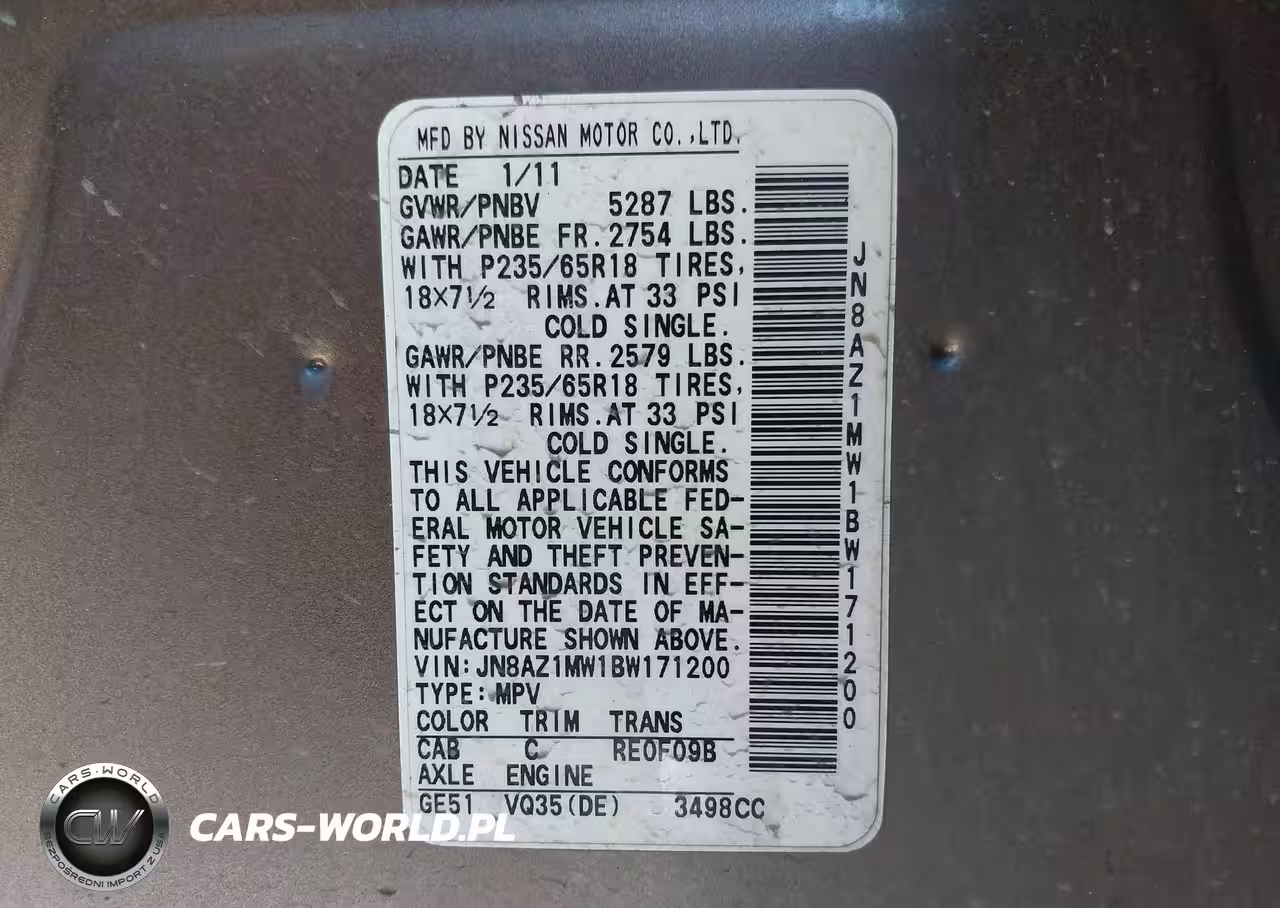 MFD BY NISSAN MOTOR CO.,LTD.
DATE 1/11
GVWR/PNBV 5287 LBS.
GAWR/PNBE FR.2754 LBS.
WITH P235/65R18 TIRES,
18×7½ RIMS.AT 33 PSI
COLD SINGLE.
GAWR/PNBE RR.2579 LBS.
WITH P235/65R18 TIRES,
18×7½ RIMS.AT 33 PSI
COLD SINGLE.
THIS VEHICLE CONFORMS
TO ALL APPLICABLE FED-
ERAL MOTOR VEHICLE SA-
FETY AND THEFT PREVEN-
TION STANDARDS IN EFF-
ECT ON THE DATE OF MA-
NUFACTURE SHOWN ABOVE.
VIN:JN8AZ1MW1BW171200
TYPE:MPV
COLOR TRIM TRANS
CAB C RE0F09B
AXLE ENGINE
GE51 VQ35(DE) 3498CC
JN8AZ1MW1BW171200
CARS-WORLD
CW
BEZPOŚREDNI IMPORT Z USA
CARS-WORLD.PL